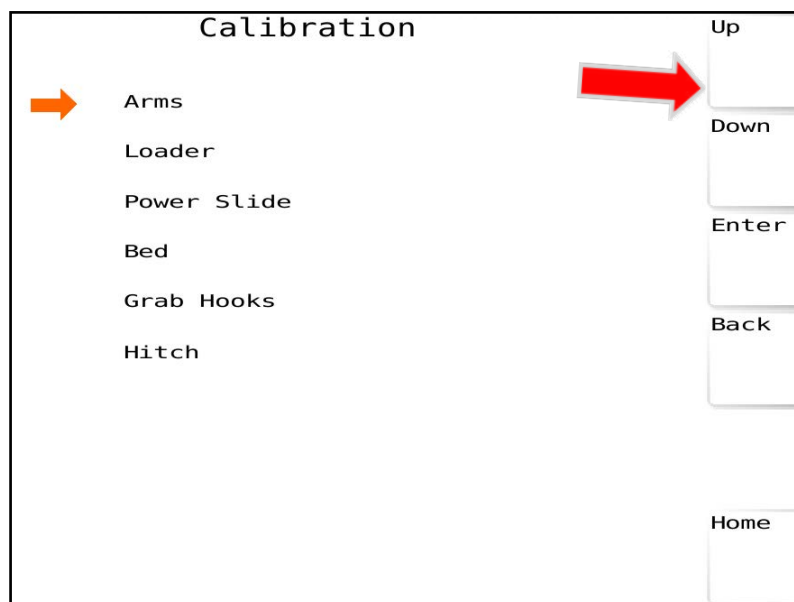 Calibration
Arms
Loader
Power Slide
Bed
Grab Hooks
Hitch
Up
Down
Enter
Back
Home